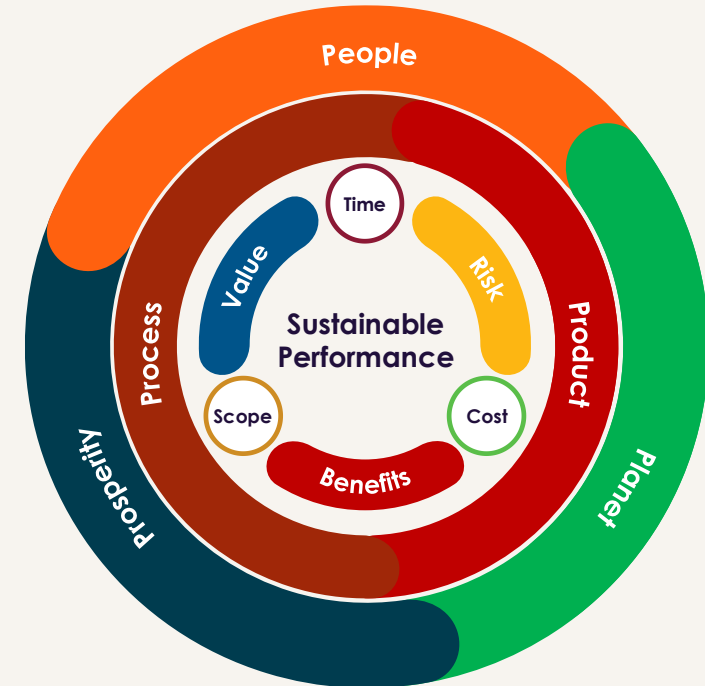 People
Time
Value
Risk
Sustainable
Performance
Process
Product
Scope
Cost
Benefits
Prosperity
Planet